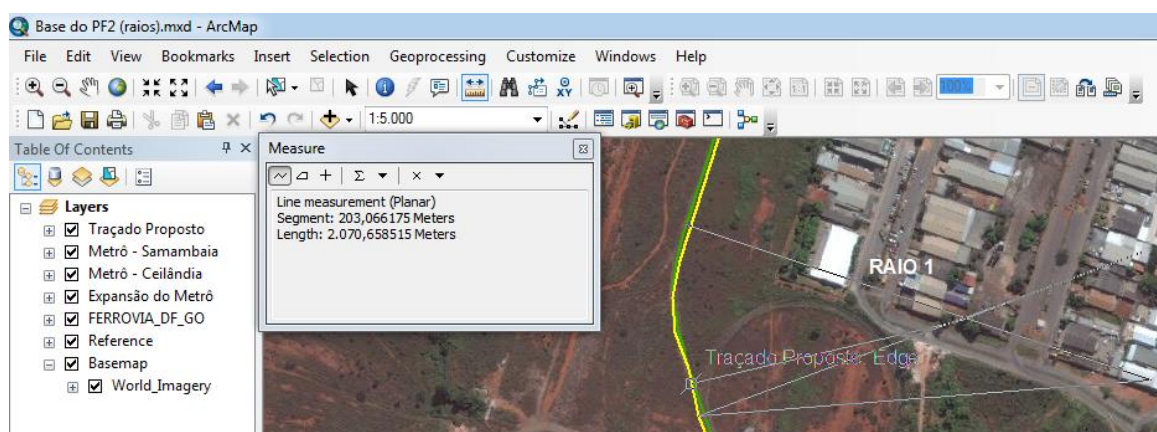 Base do PF2 (raios).mxd - ArcMap
File Edit View Bookmarks Insert Selection Geoprocessing Customize Windows Help
100%
1:5.000
Table Of Contents
Measure
Line measurement (Planar)
Segment: 203,066175 Meters
Length: 2.070,658515 Meters
Layers
Traçado Proposto
Metrô - Samambaia
Metrô - Ceilândia
Expansão do Metrô
FERROVIA_DF_GO
Reference
Basemap
World_Imagery
RAIO 1
Traçado Proposto: Edge